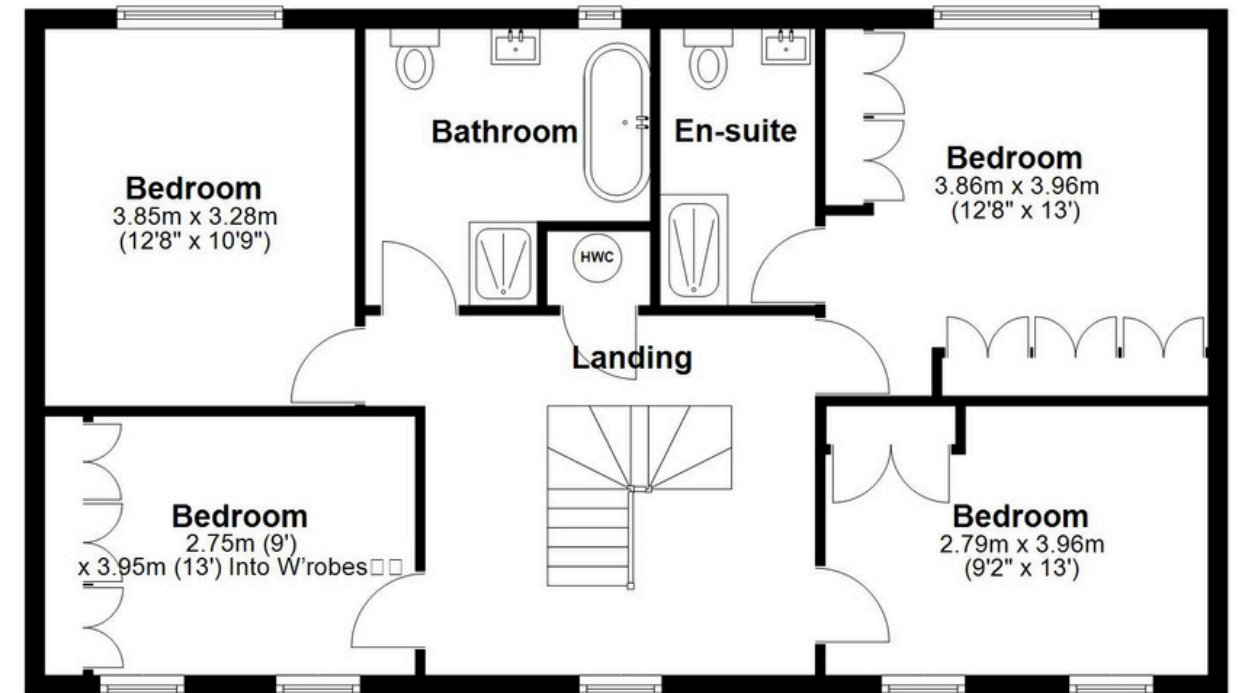 Bathroom
En-suite
Bedroom
3.86m x 3.96m
(12'8" x 13')
Bedroom
3.85m x 3.28m
(12'8" x 10'9")
HWC
Landing
Bedroom
2.75m (9')
x 3.95m (13') Into W'robes
Bedroom
2.79m x 3.96m
(9'2" x 13')